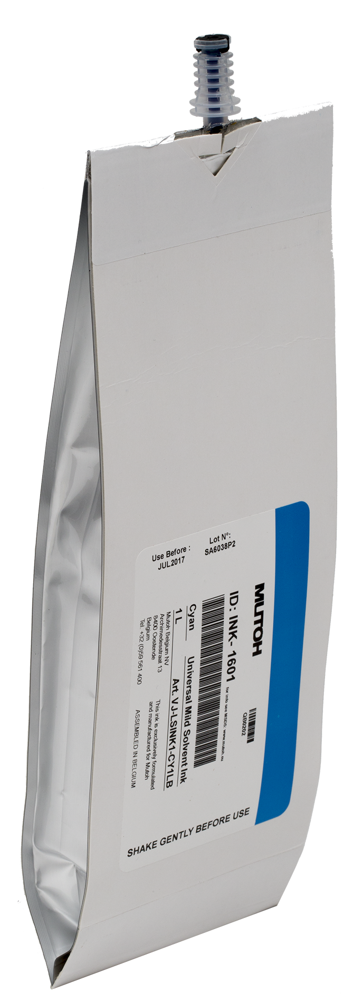 MUTOH
QB0202
ID: INK- 1601
for info see MSDS: www.mutoh.eu
Cyan
Universal Mild Solvent Ink
1 L
Art. VJ-LSINK1-CY1LB
Mutoh Belgium NV
Archimedesstraat 13
8400 Oostende
Belgium
Tel. +32 (0)59 561 400
This ink is exclusively formulated
and manufactured for Mutoh
ASSEMBLED IN BELGIUM
Lot N°:
SA6038P2
Use Before :
JUL2017
SHAKE GENTLY BEFORE USE